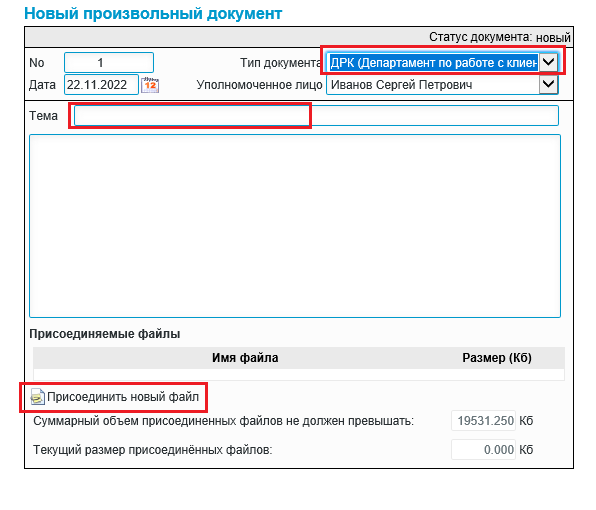 Новый произвольный документ
Статус документа: новый
No 1 Тип документа ДРК (Департамент по работе с клиен
Дата 22.11.2022 12 Уполномоченное лицо Иванов Сергей Петрович
Тема
Присоединяемые файлы
Имя файла Размер (Кб)
Присоединить новый файл
Суммарный объем присоединенных файлов не должен превышать: 19531.250 Кб
Текущий размер присоединённых файлов: 0.000 Кб